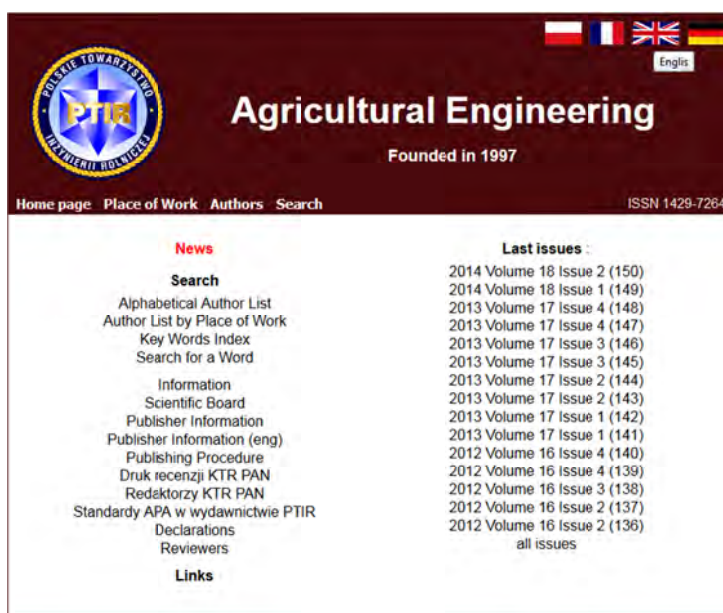 Englis
POLSKIE TOWARZYSTWO
PTIR
INŻYNIERII ROLNICZEJ
Agricultural Engineering
Founded in 1997
Home page Place of Work Authors Search
ISSN 1429-7264
News
Search
Alphabetical Author List
Author List by Place of Work
Key Words Index
Search for a Word
Information
Scientific Board
Publisher Information
Publisher Information (eng)
Publishing Procedure
Druk recenzji KTR PAN
Redaktorzy KTR PAN
Standardy APA w wydawnictwie PTIR
Declarations
Reviewers
Links
Last issues :
2014 Volume 18 Issue 2 (150)
2014 Volume 18 Issue 1 (149)
2013 Volume 17 Issue 4 (148)
2013 Volume 17 Issue 4 (147)
2013 Volume 17 Issue 3 (146)
2013 Volume 17 Issue 3 (145)
2013 Volume 17 Issue 2 (144)
2013 Volume 17 Issue 2 (143)
2013 Volume 17 Issue 1 (142)
2013 Volume 17 Issue 1 (141)
2012 Volume 16 Issue 4 (140)
2012 Volume 16 Issue 4 (139)
2012 Volume 16 Issue 3 (138)
2012 Volume 16 Issue 2 (137)
2012 Volume 16 Issue 2 (136)
all issues